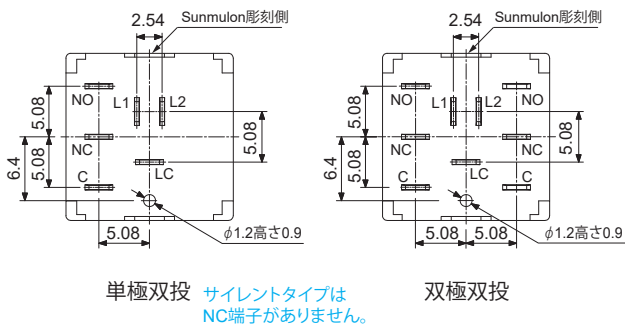 Sunmulon彫刻側
2.54
NO
L1
L2
5.08
NC
5.08
6.4
5.08
LC
C
5.08
φ1.2高さ0.9
単極双投
サイレントタイプは
NC端子がありません。
Sunmulon彫刻側
2.54
NO
L1
L2
NO
5.08
NC
NC
5.08
6.4
5.08
LC
C
C
5.08
5.08
φ1.2高さ0.9
双極双投